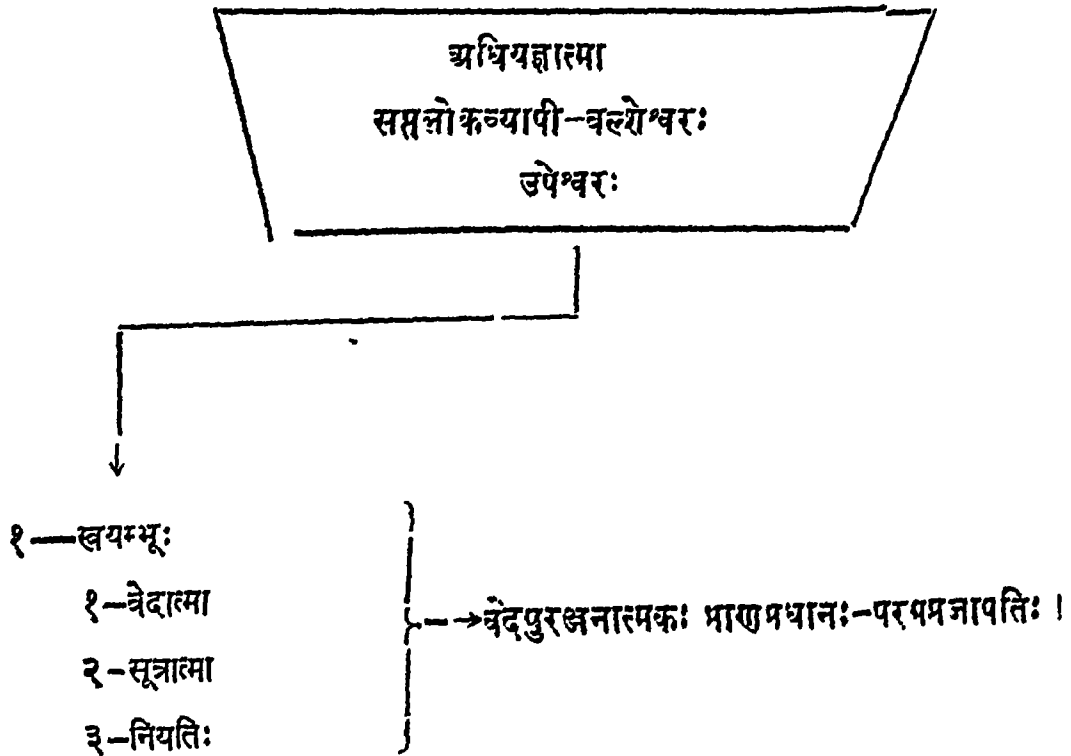 अधियज्ञात्मा
सप्तलोकव्यापी-वल्शेश्वरः
उपेश्वरः
१—स्वयम्भूः
१-वेदात्मा
२-सूत्रात्मा
३-नियतिः
वेदपुरञ्जनात्मकः प्राणप्रधानः-परमप्रजापतिः ।